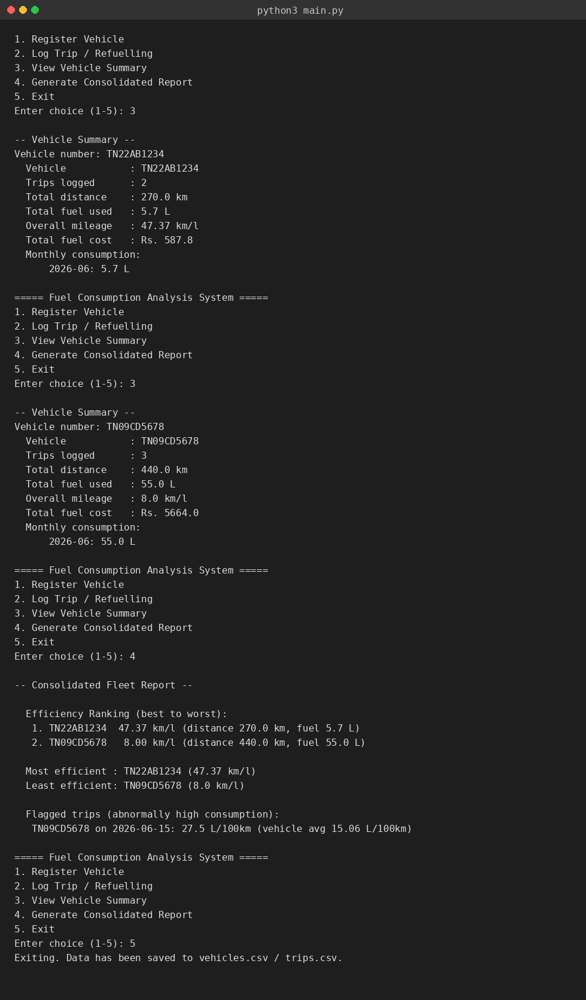 python3 main.py
1. Register Vehicle
2. Log Trip / Refuelling
3. View Vehicle Summary
4. Generate Consolidated Report
5. Exit
Enter choice (1-5): 3
-- Vehicle Summary --
Vehicle number: TN22AB1234
Vehicle           : TN22AB1234
Trips logged      : 2
Total distance    : 270.0 km
Total fuel used   : 5.7 L
Overall mileage   : 47.37 km/l
Total fuel cost   : Rs. 587.8
Monthly consumption:
2026-06: 5.7 L
===== Fuel Consumption Analysis System =====
1. Register Vehicle
2. Log Trip / Refuelling
3. View Vehicle Summary
4. Generate Consolidated Report
5. Exit
Enter choice (1-5): 3
-- Vehicle Summary --
Vehicle number: TN09CD5678
Vehicle           : TN09CD5678
Trips logged      : 3
Total distance    : 440.0 km
Total fuel used   : 55.0 L
Overall mileage   : 8.0 km/l
Total fuel cost   : Rs. 5664.0
Monthly consumption:
2026-06: 55.0 L
===== Fuel Consumption Analysis System =====
1. Register Vehicle
2. Log Trip / Refuelling
3. View Vehicle Summary
4. Generate Consolidated Report
5. Exit
Enter choice (1-5): 4
-- Consolidated Fleet Report --
Efficiency Ranking (best to worst):
1. TN22AB1234  47.37 km/l (distance 270.0 km, fuel 5.7 L)
2. TN09CD5678   8.00 km/l (distance 440.0 km, fuel 55.0 L)
Most efficient : TN22AB1234 (47.37 km/l)
Least efficient: TN09CD5678 (8.0 km/l)
Flagged trips (abnormally high consumption):
TN09CD5678 on 2026-06-15: 27.5 L/100km (vehicle avg 15.06 L/100km)
===== Fuel Consumption Analysis System =====
1. Register Vehicle
2. Log Trip / Refuelling
3. View Vehicle Summary
4. Generate Consolidated Report
5. Exit
Enter choice (1-5): 5
Exiting. Data has been saved to vehicles.csv / trips.csv.